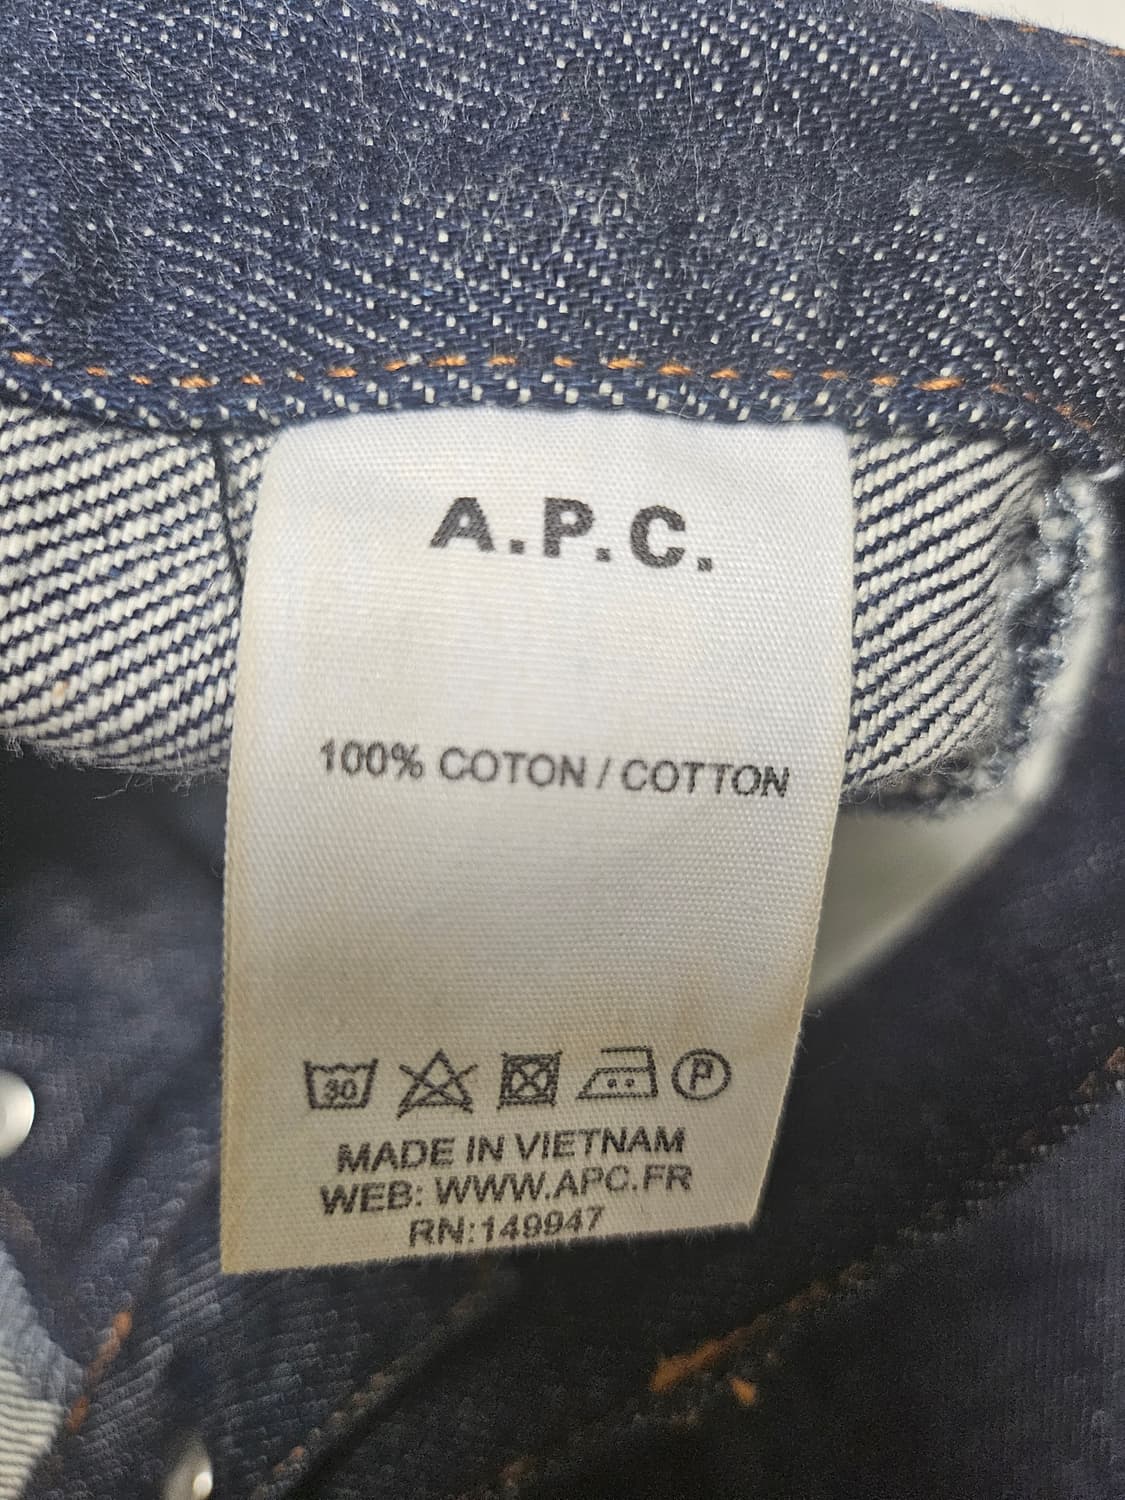 A.P.C.
100% COTON / COTTON
30 P
MADE IN VIETNAM
WEB: WWW.APC.FR
RN:149947